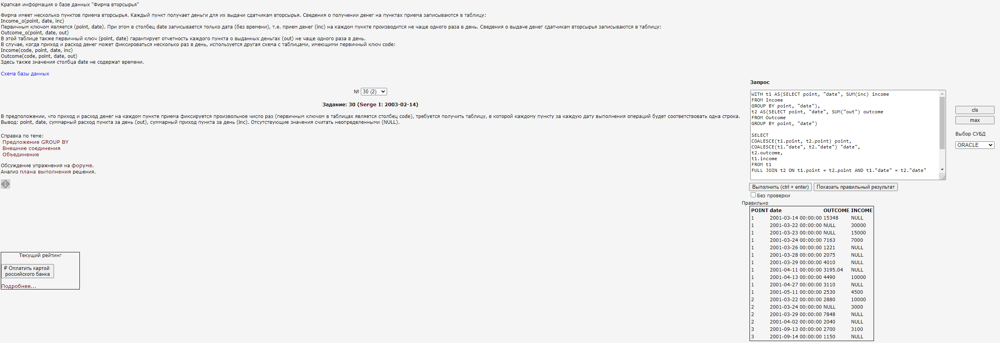 Краткая информация о базе данных "Фирма вторсырья"
Фирма имеет несколько пунктов приема вторсырья. Каждый пункт получает деньги для их выдачи сдатчикам вторсырья. Сведения о получении денег на пунктах приема записываются в таблицу:
Income_o(point, date, inc)
Первичным ключом является (point, date). При этом в столбец date записывается только дата (без времени), т.е. прием денег (inc) на каждом пункте производится не чаще одного раза в день. Сведения о выдаче денег сдатчикам вторсырья записываются в таблицу:
Outcome_o(point, date, out)
В этой таблице также первичный ключ (point, date) гарантирует отчетность каждого пункта о выданных деньгах (out) не чаще одного раза в день.
В случае, когда приход и расход денег может фиксироваться несколько раз в день, используется другая схема с таблицами, имеющими первичный ключ code:
Income(code, point, date, inc)
Outcome(code, point, date, out)
Здесь также значения столбца date не содержат времени.
Схема базы данных
№ 30 (2)
Задание: 30 (Serge I: 2003-02-14)
В предположении, что приход и расход денег на каждом пункте приема фиксируется произвольное число раз (первичным ключом в таблицах является столбец code), требуется получить таблицу, в которой каждому пункту за каждую дату выполнения операций будет соответствовать одна строка.
Вывод: point, date, суммарный расход пункта за день (out), суммарный приход пункта за день (inc). Отсутствующие значения считать неопределенными (NULL).
Справка по теме:
Предложение GROUP BY
Внешние соединения
Объединение
Обсуждение упражнения на форуме.
Анализ плана выполнения решения.
Текущий рейтинг
₽ Оплатить картой
российского банка
Подробнее...
Запрос
WITH t1 AS(SELECT point, "date", SUM(inc) income
FROM Income
GROUP BY point, "date"),
t2 AS(SELECT point, "date", SUM("out") outcome
FROM Outcome
GROUP BY point, "date")
SELECT
COALESCE(t1.point, t2.point) point,
COALESCE(t1."date", t2."date") "date",
t2.outcome,
t1.income
FROM t1
FULL JOIN t2 ON t1.point = t2.point AND t1."date" = t2."date"
cls
max
Выбор СУБД
ORACLE
Выполнить (ctrl + enter) Показать правильный результат
Без проверки
Правильно
POINT date OUTCOME INCOME
1 2001-03-14 00:00:00 15348 NULL
1 2001-03-22 00:00:00 NULL 30000
1 2001-03-23 00:00:00 NULL 15000
1 2001-03-24 00:00:00 7163 7000
1 2001-03-26 00:00:00 1221 NULL
1 2001-03-28 00:00:00 2075 NULL
1 2001-03-29 00:00:00 4010 NULL
1 2001-04-11 00:00:00 3195.04 NULL
1 2001-04-13 00:00:00 4490 10000
1 2001-04-27 00:00:00 3110 NULL
1 2001-05-11 00:00:00 2530 4500
2 2001-03-22 00:00:00 2880 10000
2 2001-03-24 00:00:00 NULL 3000
2 2001-03-29 00:00:00 7848 NULL
2 2001-04-02 00:00:00 2040 NULL
3 2001-09-13 00:00:00 2700 3100
3 2001-09-14 00:00:00 1150 NULL